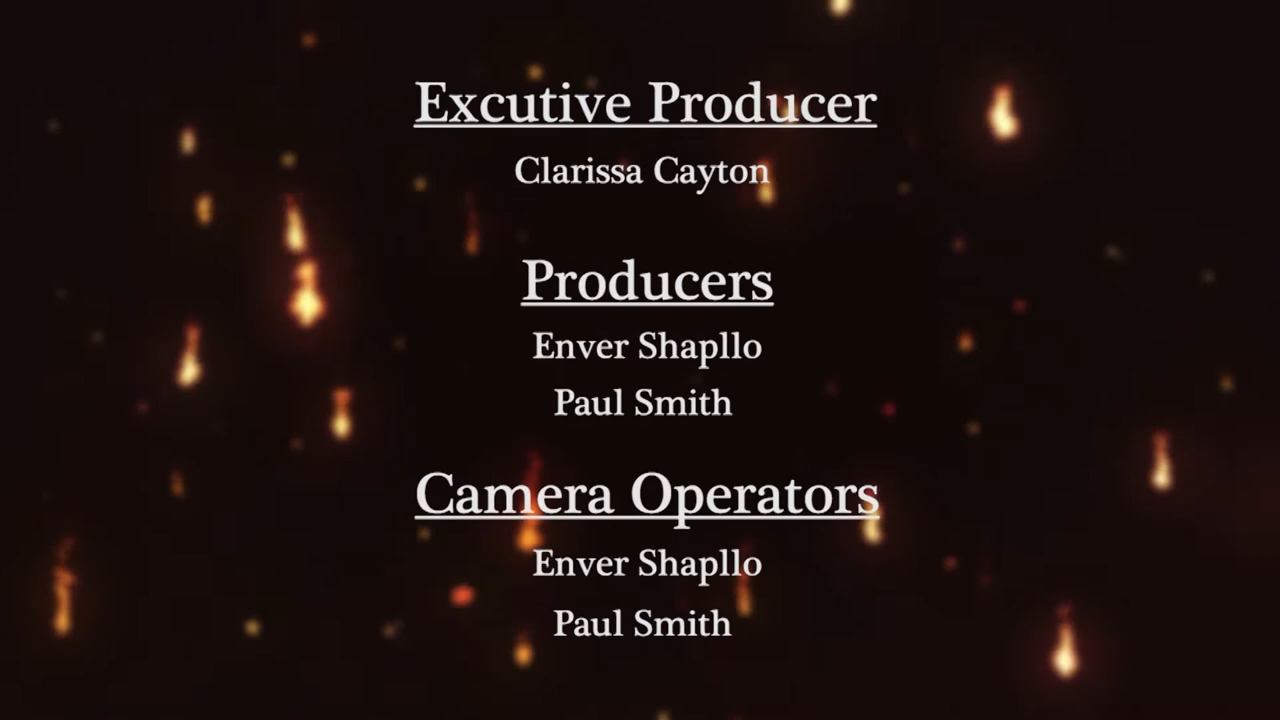 Excutive Producer
Clarissa Cayton
Producers
Enver Shapllo
Paul Smith
Camera Operators
Enver Shapllo
Paul Smith